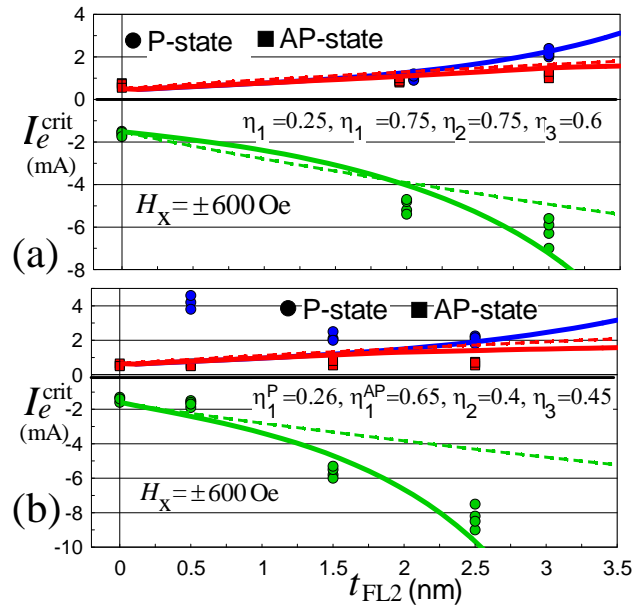 4
P-state AP-state
2
0
I_e^crit
(mA)
η₁=0.25, η₁ =0.75, η₂=0.75, η₃=0.6
-2
-4
H_x = ±600 Oe
-6
(a)
-8
4
P-state AP-state
2
0
I_e^crit
(mA)
η₁^P=0.26, η₁^AP=0.65, η₂=0.4, η₃=0.45
-2
-4
H_x = ±600 Oe
-6
(b)
-8
-10
0 0.5 1 1.5 2 2.5 3 3.5
t_FL2 (nm)